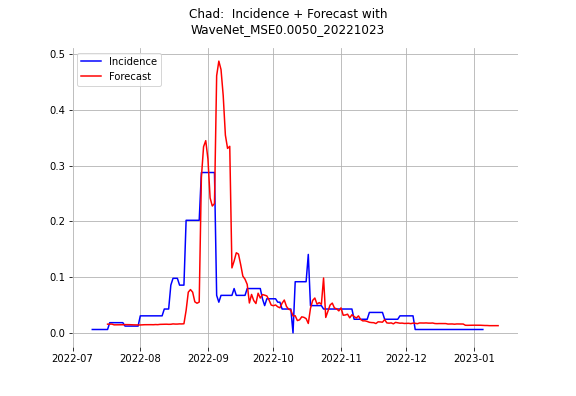 Chad:  Incidence + Forecast with
WaveNet_MSE0.0050_20221023
Incidence
Forecast
0.5
0.4
0.3
0.2
0.1
0.0
2022-07 2022-08 2022-09 2022-10 2022-11 2022-12 2023-01